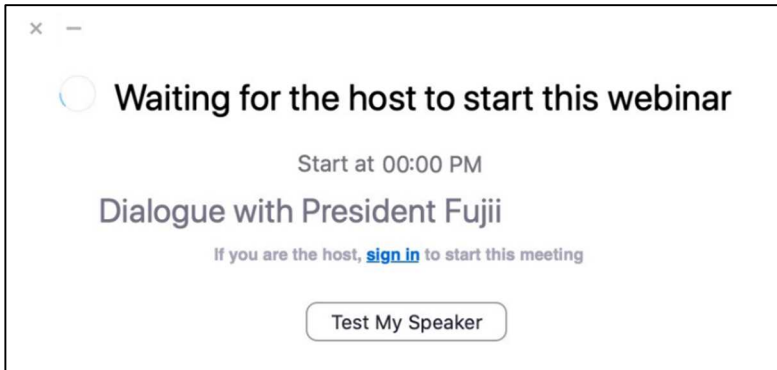 Waiting for the host to start this webinar
Start at 00:00 PM
Dialogue with President Fujii
If you are the host, sign in to start this meeting
Test My Speaker